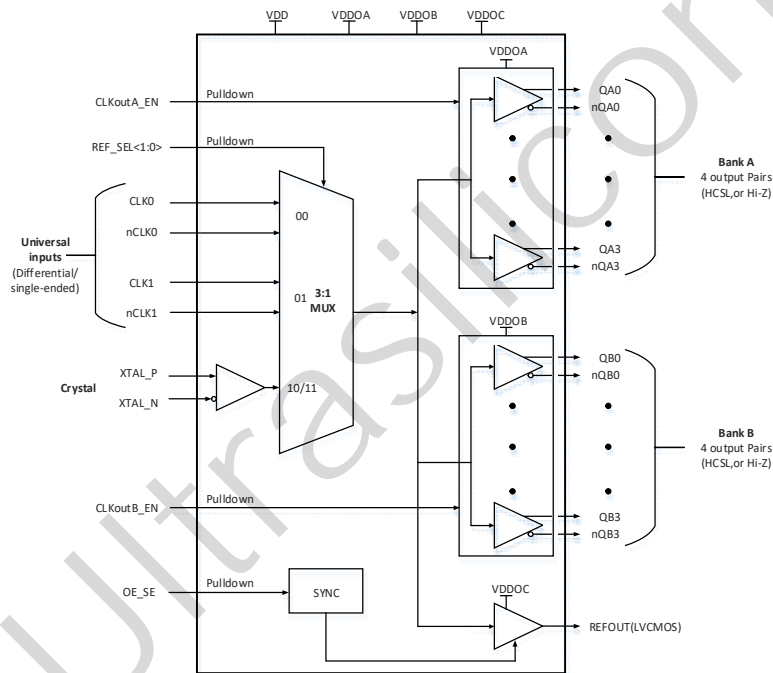 VDD VDDOA VDDOB VDDOC
VDDOA
CLKoutA_EN Pulldown
QA0
nQA0
REF_SEL<1:0> Pulldown
Bank A
4 output Pairs
(HCSL,or Hi-Z)
CLK0
00
nCLK0
Universal
inputs
(Differential/
single-ended)
QA3
nQA3
CLK1
01 3:1
MUX
nCLK1
VDDOB
QB0
nQB0
Crystal
XTAL_P
XTAL_N
10/11
Bank B
4 output Pairs
(HCSL,or Hi-Z)
CLKoutB_EN Pulldown
QB3
nQB3
OE_SE Pulldown
SYNC
VDDOC
REFOUT(LVCMOS)
Ultrasilicon